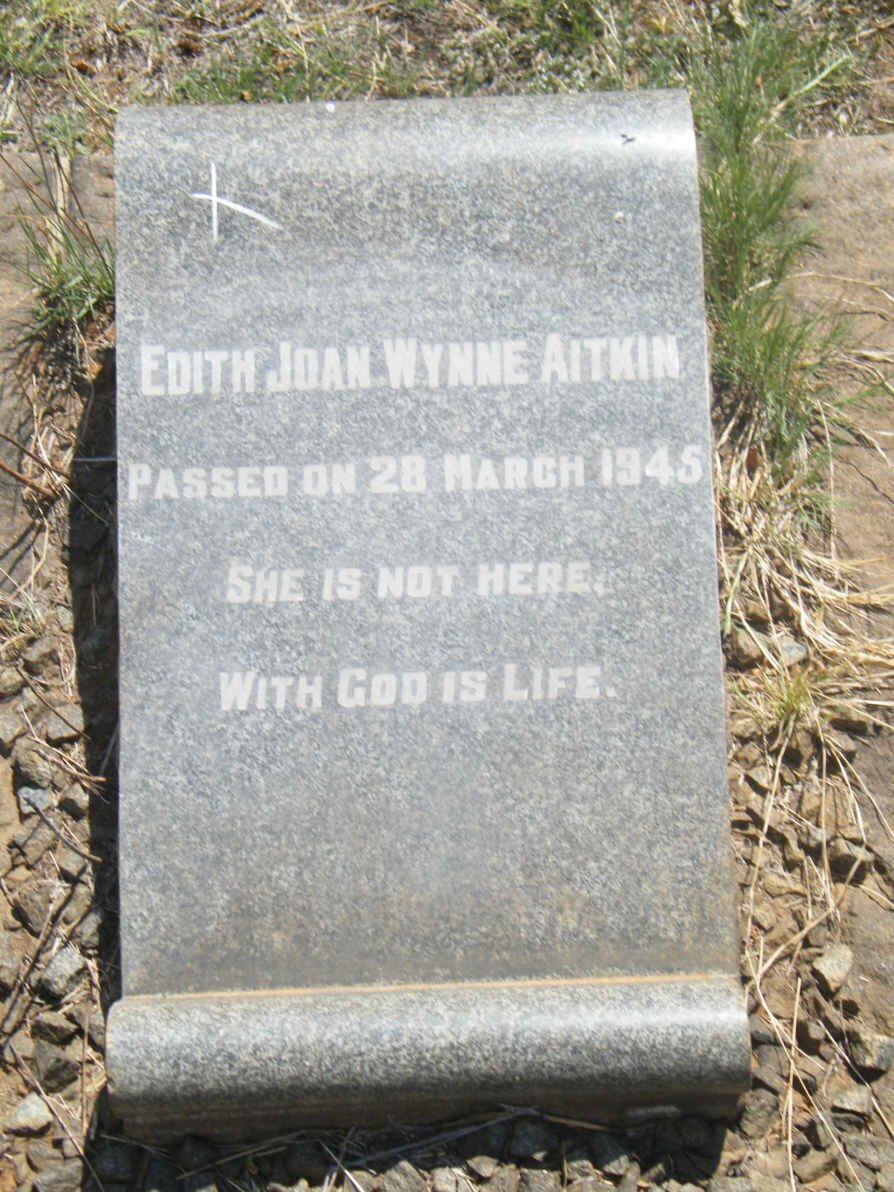 EDITH JOAN WYNNE AITKIN
PASSED ON 28 MARCH 1945
SHE IS NOT HERE.
WITH GOD IS LIFE.